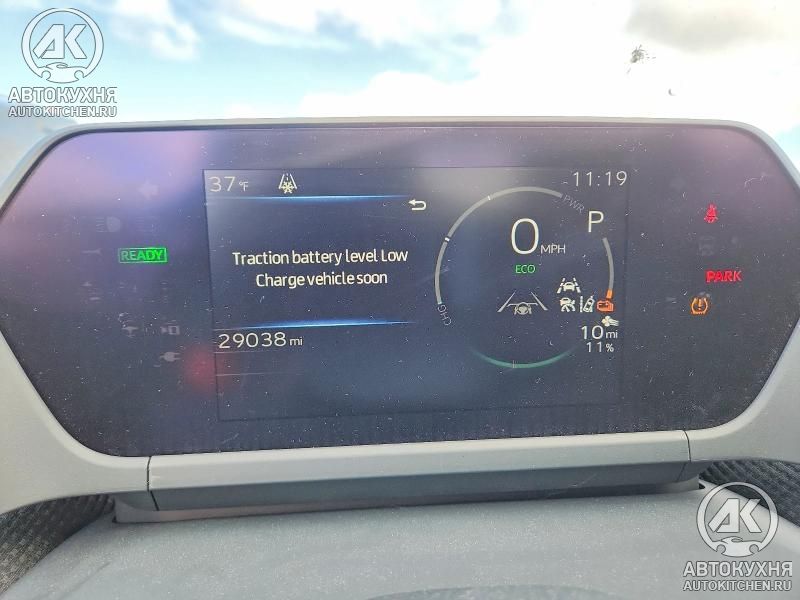 АК
АВТОКУХНЯ
AUTOKITCHEN.RU
37 °F
11:19
PWR
P
READY
Traction battery level Low
Charge vehicle soon
0 MPH
ECO
PARK
CHG
29038 mi
10 mi
11%
АК
АВТОКУХНЯ
AUTOKITCHEN.RU